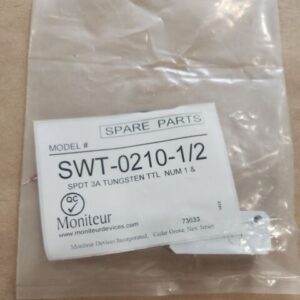 SPARE PARTS
MODEL #
SWT-0210-1/2
SPDT 3A TUNGSTEN TTL NUM 1 &
QC
Moniteur
www.moniteurdevices.com
73033
Moniteur Devices Incorporated, Cedar Grove, New Jersey